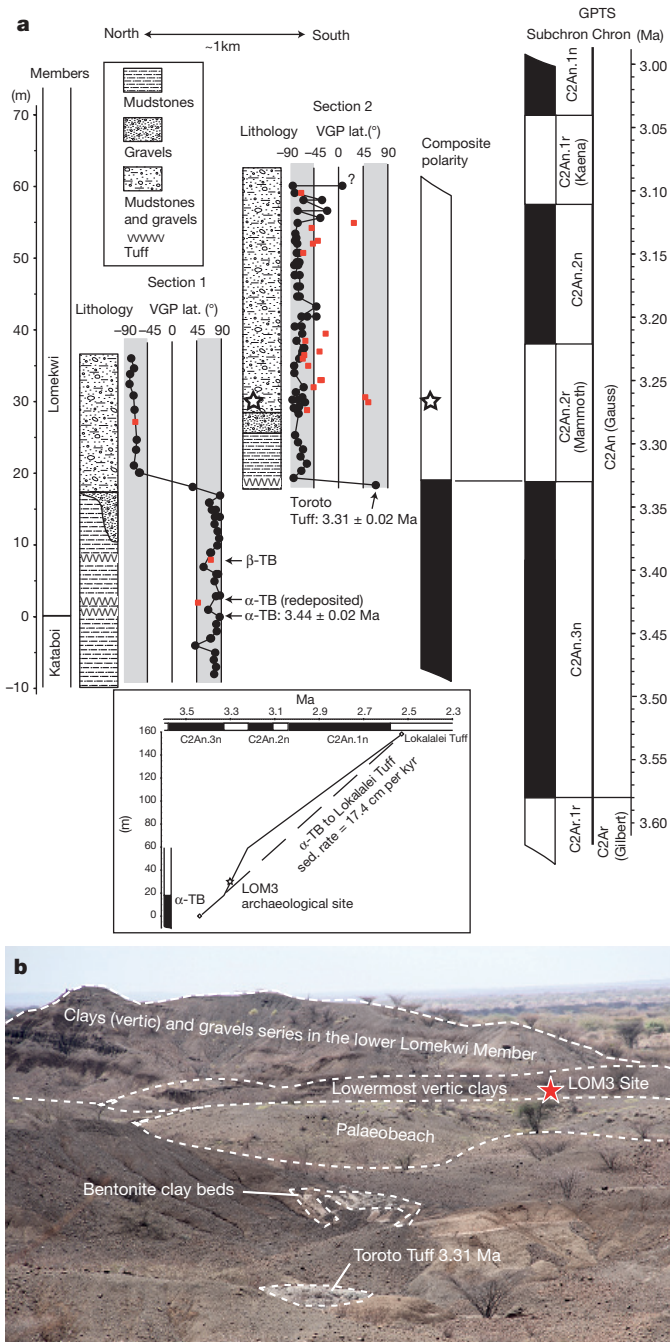 a
North
South
~1km
Members
(m)
70
60
50
40
30
20
10
0
−10
Lomekwi
Kataboi
Mudstones
Gravels
Mudstones
and gravels
Tuff
Section 1
Lithology
VGP lat. (°)
−90
−45
0
45
90
Section 2
Lithology
VGP lat.(°)
−90
−45
0
45
90
?
Toroto
Tuff: 3.31 ± 0.02 Ma
β-TB
α-TB (redeposited)
α-TB: 3.44 ± 0.02 Ma
Composite
polarity
GPTS
Subchron Chron (Ma)
C2An.1n
C2An.1r
(Kaena)
C2An.2n
C2An.2r
(Mammoth)
C2An.3n
C2Ar.1r
C2An (Gauss)
C2Ar
(Gilbert)
3.00
3.05
3.10
3.15
3.20
3.25
3.30
3.35
3.40
3.45
3.50
3.55
3.60
Ma
3.5
3.3
3.1
2.9
2.7
2.5
2.3
C2An.3n
C2An.2n
C2An.1n
Lokalalei Tuff
160
140
120
100
80
60
40
20
0
(m)
α-TB to Lokalalei Tuff
sed. rate = 17.4 cm per kyr
α-TB
LOM3
archaeological site
b
Clays (vertic) and gravels series in the lower Lomekwi Member
Lowermost vertic clays
LOM3 Site
Palaeobeach
Bentonite clay beds
Toroto Tuff 3.31 Ma